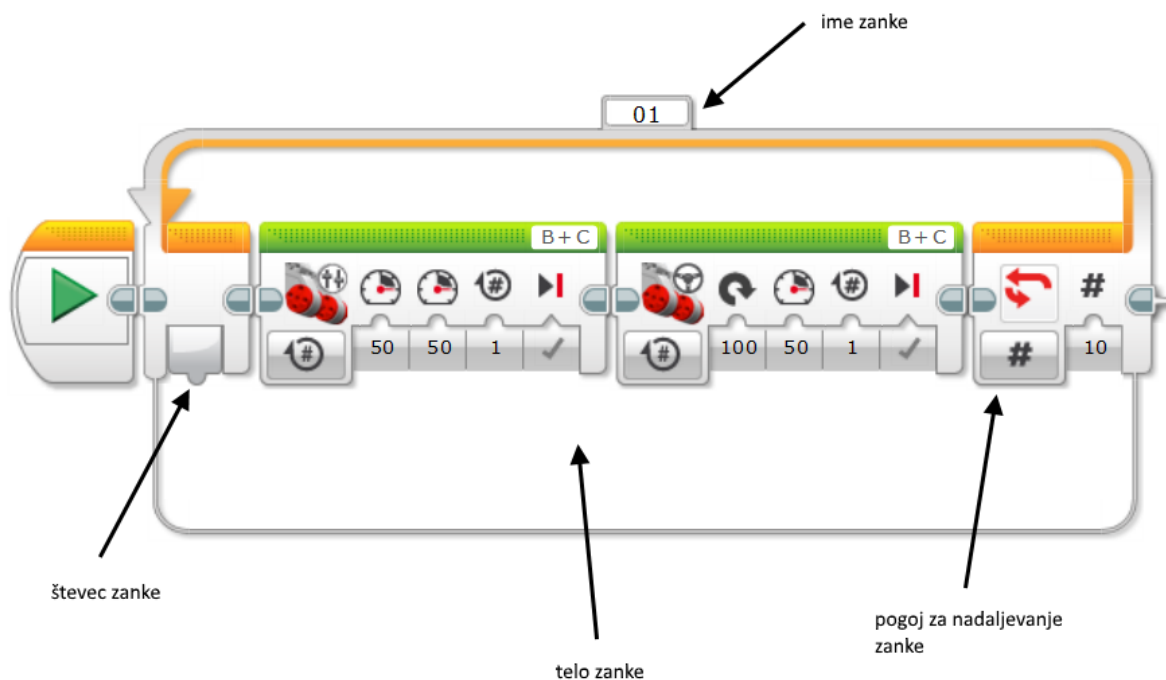 ime zanke
01
B+C
B+C
#
#
#
50
50
1
#
100
50
1
#
10
števec zanke
pogoj za nadaljevanje
zanke
telo zanke